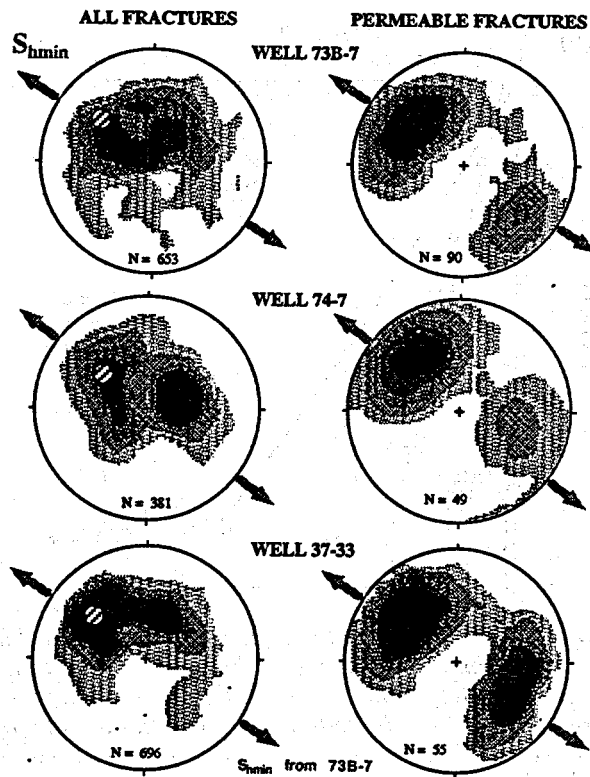 ALL FRACTURES
PERMEABLE FRACTURES
Shmin
WELL 73B-7
N = 653
N = 90
WELL 74-7
N = 381
N = 49
WELL 37-33
N = 696
Shmin from 73B-7
N = 55